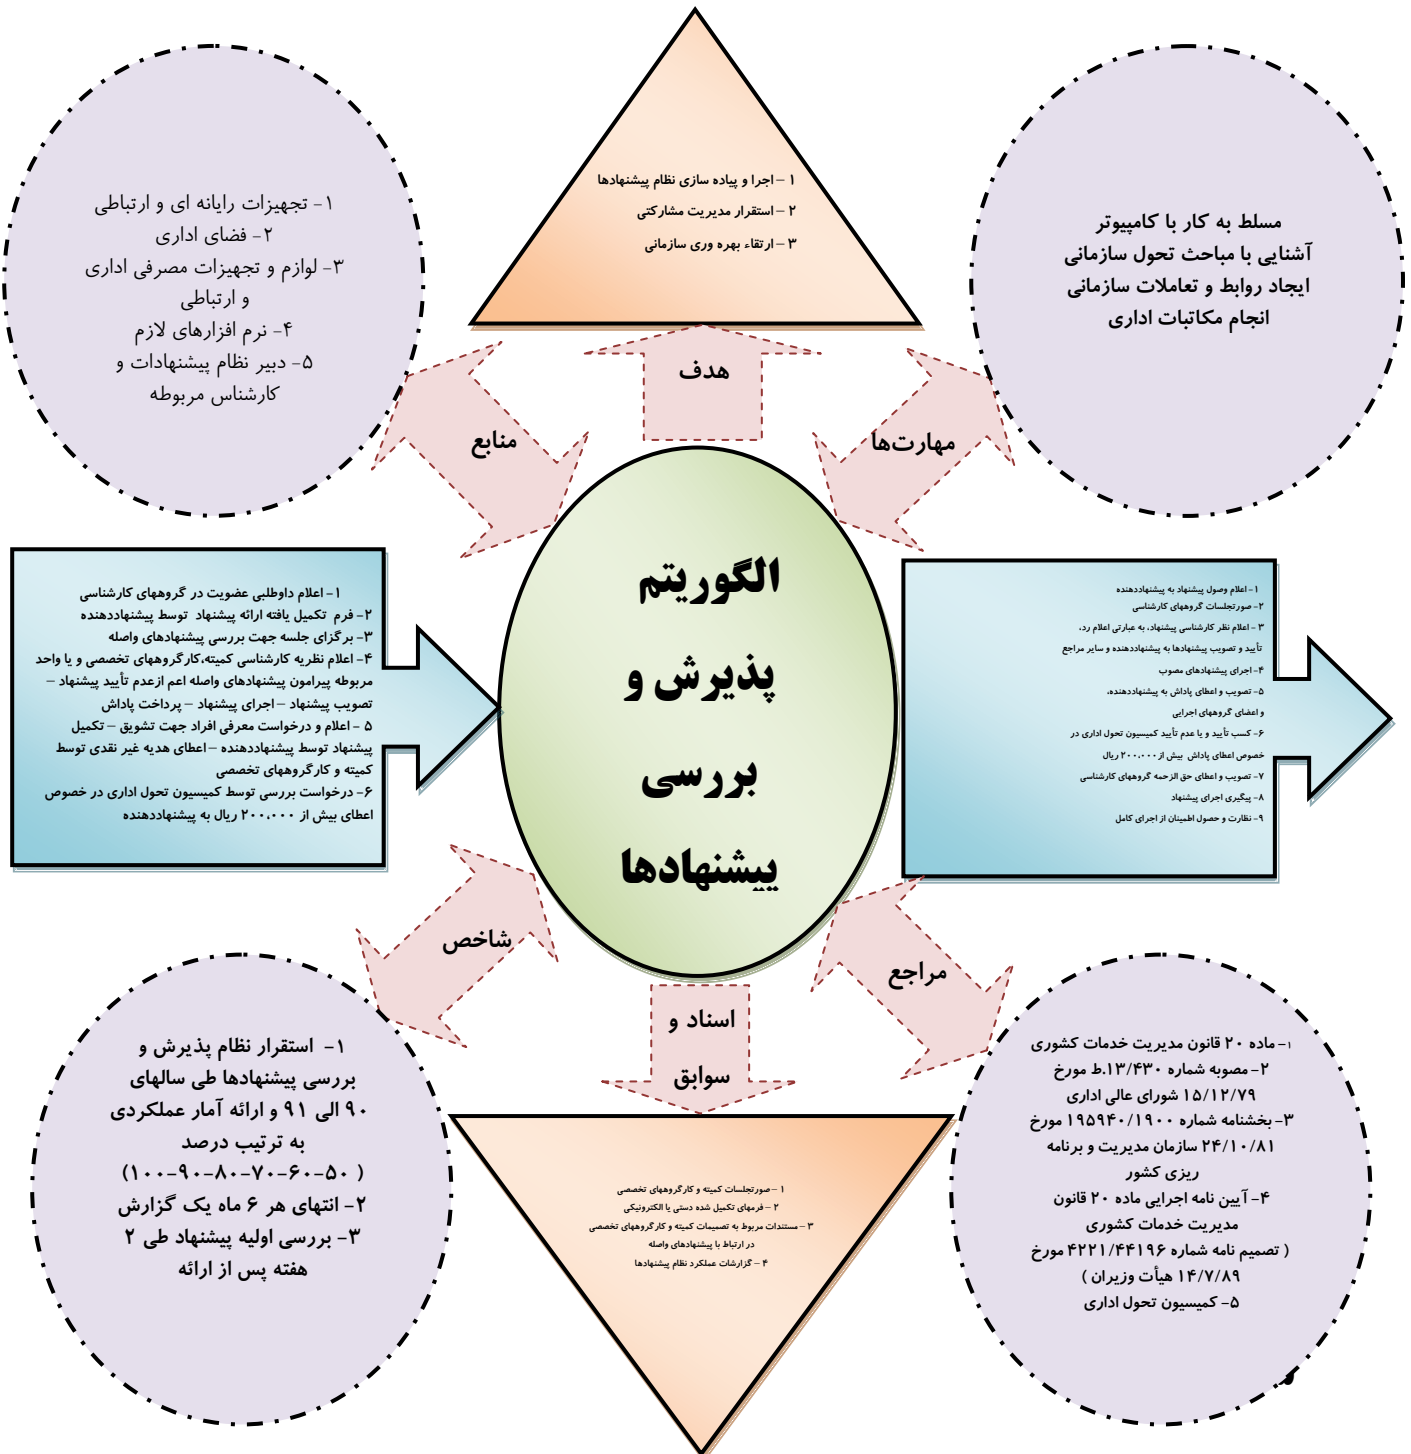 ۱ – اجرا و پیاده سازی نظام پیشنهادها
۲ – استقرار مدیریت مشارکتی
۳ – ارتقاء بهره وری سازمانی
مسلط به کار با کامپیوتر
آشنایی با مباحث تحول سازمانی
ایجاد روابط و تعاملات سازمانی
انجام مکاتبات اداری
۱- تجهیزات رایانه ای و ارتباطی
۲- فضای اداری
۳- لوازم و تجهیزات مصرفی اداری
و ارتباطی
۴- نرم افزارهای لازم
۵- دبیر نظام پیشنهادات و
کارشناس مربوطه
هدف
مهارت‌ها
منابع
الگوریتم
پذیرش و
بررسی
پیشنهادها
۱- اعلام وصول پیشنهاد به پیشنهاددهنده
۲- صورتجلسات گروههای کارشناسی
۳ - اعلام نظر کارشناسی پیشنهاد، به عبارتی اعلام رد،
تأیید و تصویب پیشنهادها به پیشنهاددهنده و سایر مراجع
۴- اجرای پیشنهادهای مصوب
۵- تصویب و اعطای پاداش به پیشنهاددهنده،
و اعضای گروههای اجرایی
۶- کسب تأیید و یا عدم تأیید کمیسیون تحول اداری در
خصوص اعطای پاداش بیش از ۲۰۰،۰۰۰ ریال
۷- تصویب و اعطای حق الزحمه گروههای کارشناسی
۸- پیگیری اجرای پیشنهاد
۹- نظارت و حصول اطمینان از اجرای کامل
۱- اعلام داوطلبی عضویت در گروههای کارشناسی
۲- فرم تکمیل یافته ارائه پیشنهاد توسط پیشنهاددهنده
۳- برگزای جلسه جهت بررسی پیشنهادهای واصله
۴- اعلام نظریه کارشناسی کمیته،کارگروههای تخصصی و یا واحد
مربوطه پیرامون پیشنهادهای واصله اعم ازعدم تأیید پیشنهاد –
تصویب پیشنهاد – اجرای پیشنهاد – پرداخت پاداش
۵ - اعلام و درخواست معرفی افراد جهت تشویق – تکمیل
پیشنهاد توسط پیشنهاددهنده – اعطای هدیه غیر نقدی توسط
کمیته و کارگروههای تخصصی
۶- درخواست بررسی توسط کمیسیون تحول اداری در خصوص
اعطای بیش از ۲۰۰،۰۰۰ ریال به پیشنهاددهنده
شاخص
اسناد و
سوابق
مراجع
۱- ماده ۲۰ قانون مدیریت خدمات کشوری
۲- مصوبه شماره ۱۳/۴۳۰.ط مورخ
۱۵/۱۲/۷۹ شورای عالی اداری
۳- بخشنامه شماره ۱۹۵۹۴۰/۱۹۰۰ مورخ
۲۴/۱۰/۸۱ سازمان مدیریت و برنامه
ریزی کشور
۴- آیین نامه اجرایی ماده ۲۰ قانون
مدیریت خدمات کشوری
( تصمیم نامه شماره ۴۲۲۱/۴۴۱۹۶ مورخ
۱۴/۷/۸۹ هیأت وزیران )
۵- کمیسیون تحول اداری
۱- استقرار نظام پذیرش و
بررسی پیشنهادها طی سالهای
۹۰ الی ۹۱ و ارائه آمار عملکردی
به ترتیب درصد
( ۵۰-۶۰-۷۰-۸۰-۹۰-۱۰۰)
۲- انتهای هر ۶ ماه یک گزارش
۳- بررسی اولیه پیشنهاد طی ۲
هفته پس از ارائه
۱ – صورتجلسات کمیته و کارگروههای تخصصی
۲ – فرمهای تکمیل شده دستی یا الکترونیکی
۳ – مستندات مربوط به تصمیمات کمیته و کارگروههای تخصصی
در ارتباط با پیشنهادهای واصله
۴ – گزارشات عملکرد نظام پیشنهادها